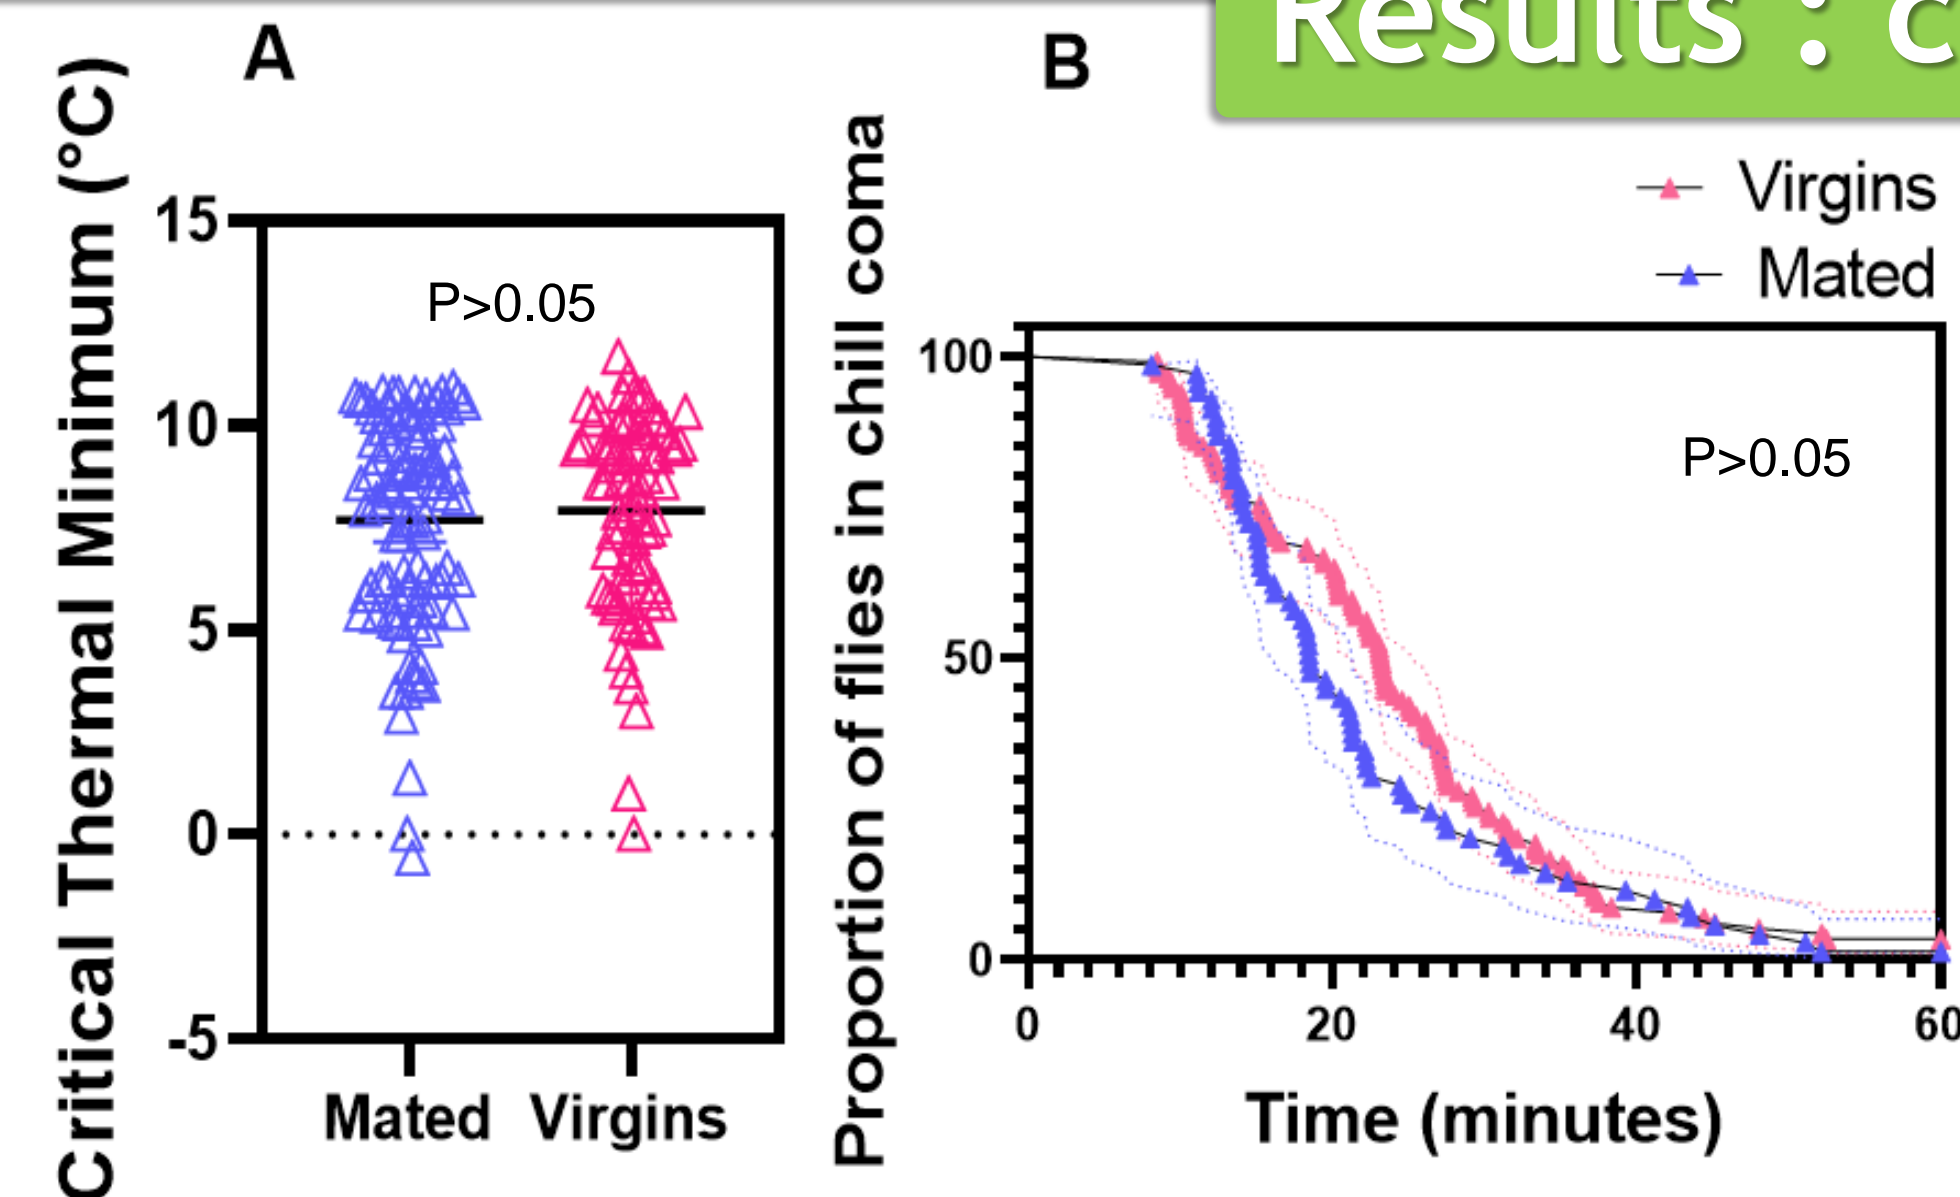 Results : c
A
B
Critical Thermal Minimum (°C)
15
10
5
0
-5
P>0.05
Mated Virgins
Proportion of flies in chill coma
Virgins
Mated
100
50
0
P>0.05
0 20 40 60
Time (minutes)